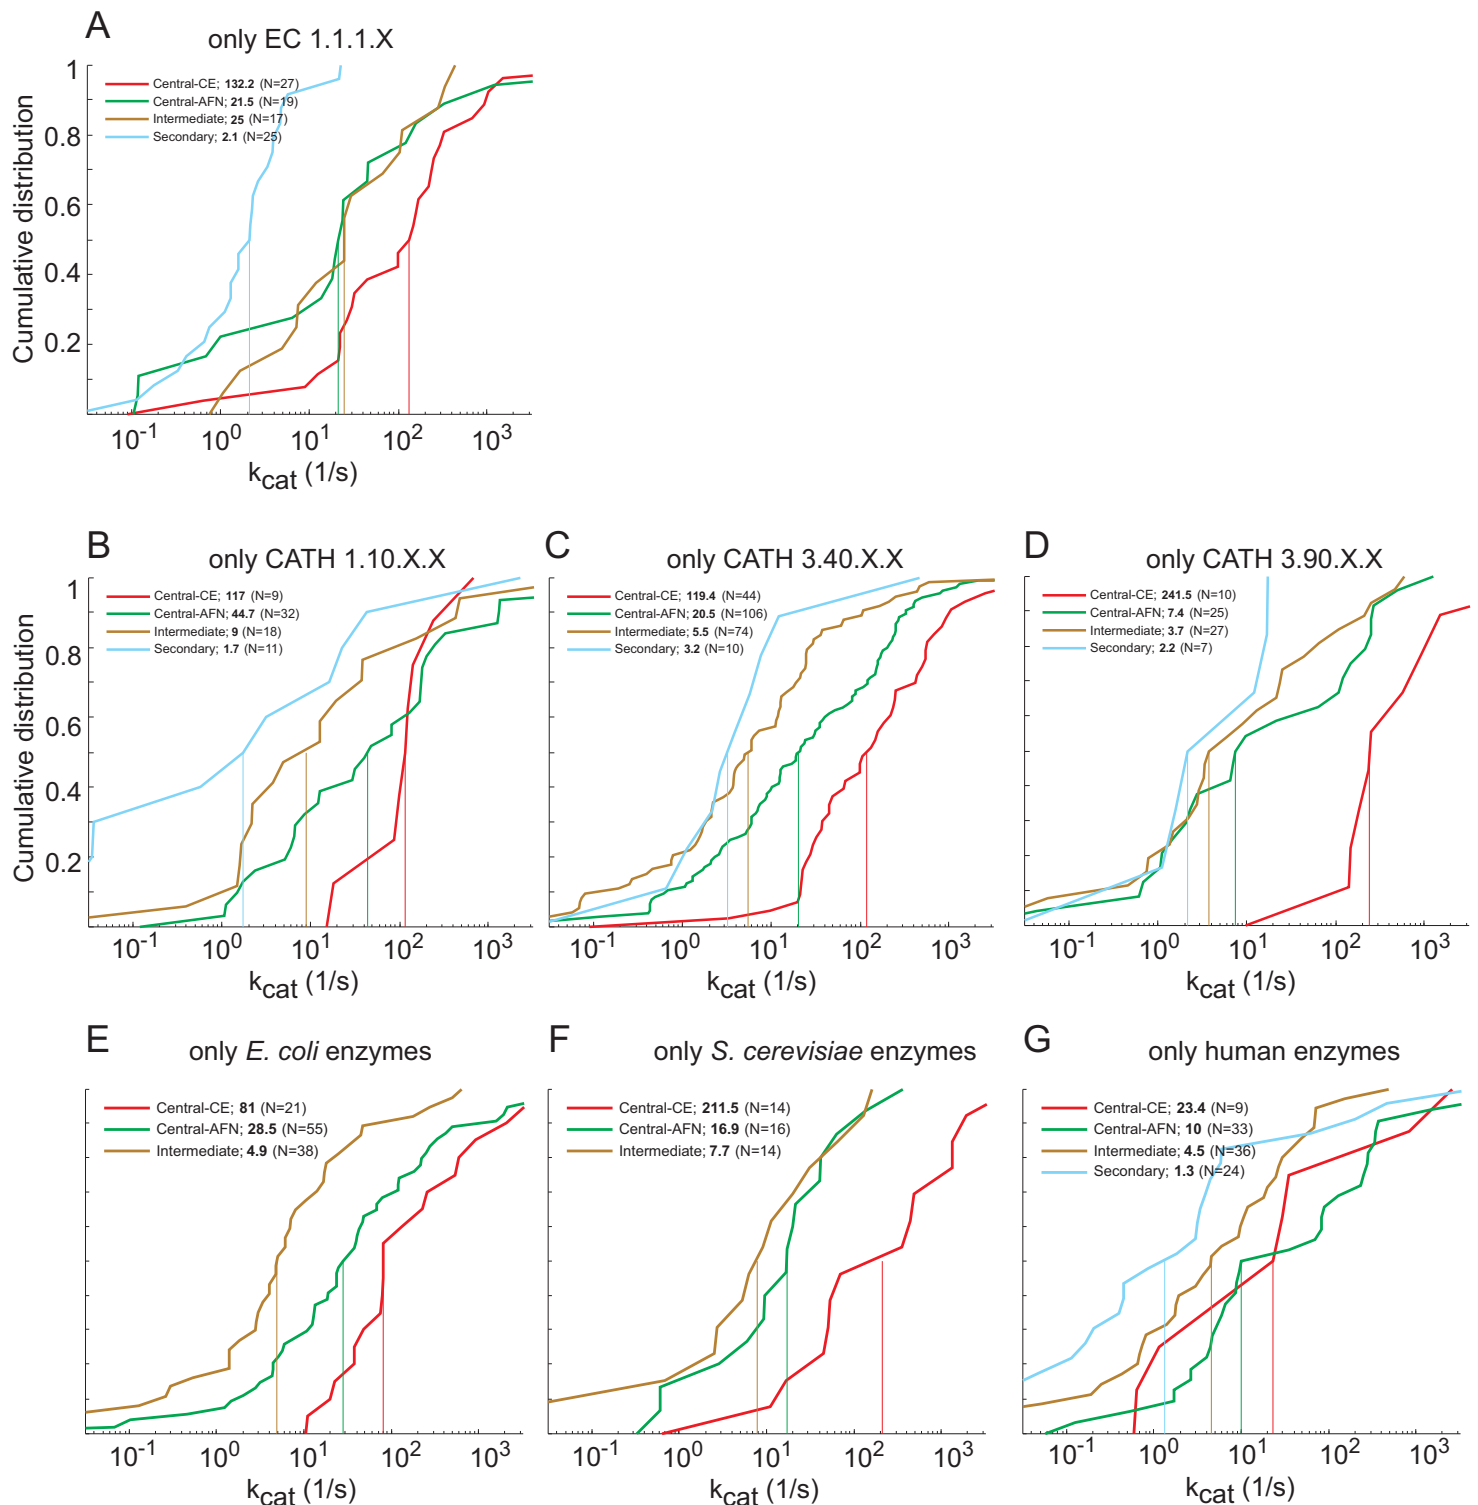 A
only EC 1.1.1.X
Cumulative distribution
1
0.8
0.6
0.4
0.2
Central-CE; 132.2 (N=27)
Central-AFN; 21.5 (N=19)
Intermediate; 25 (N=17)
Secondary; 2.1 (N=25)
10-1 100 101 102 103
kcat (1/s)
B
only CATH 1.10.X.X
Cumulative distribution
1
0.8
0.6
0.4
0.2
Central-CE; 117 (N=9)
Central-AFN; 44.7 (N=32)
Intermediate; 9 (N=18)
Secondary; 1.7 (N=11)
10-1 100 101 102 103
kcat (1/s)
C
only CATH 3.40.X.X
Central-CE; 119.4 (N=44)
Central-AFN; 20.5 (N=106)
Intermediate; 5.5 (N=74)
Secondary; 3.2 (N=10)
100 101 102 103
kcat (1/s)
D
only CATH 3.90.X.X
Central-CE; 241.5 (N=10)
Central-AFN; 7.4 (N=25)
Intermediate; 3.7 (N=27)
Secondary; 2.2 (N=7)
10-1 100 101 102 103
kcat (1/s)
E
only E. coli enzymes
Central-CE; 81 (N=21)
Central-AFN; 28.5 (N=55)
Intermediate; 4.9 (N=38)
10-1 100 101 102 103
kcat (1/s)
F
only S. cerevisiae enzymes
Central-CE; 211.5 (N=14)
Central-AFN; 16.9 (N=16)
Intermediate; 7.7 (N=14)
10-1 100 101 102 103
kcat (1/s)
G
only human enzymes
Central-CE; 23.4 (N=9)
Central-AFN; 10 (N=33)
Intermediate; 4.5 (N=36)
Secondary; 1.3 (N=24)
10-1 100 101 102 103
kcat (1/s)